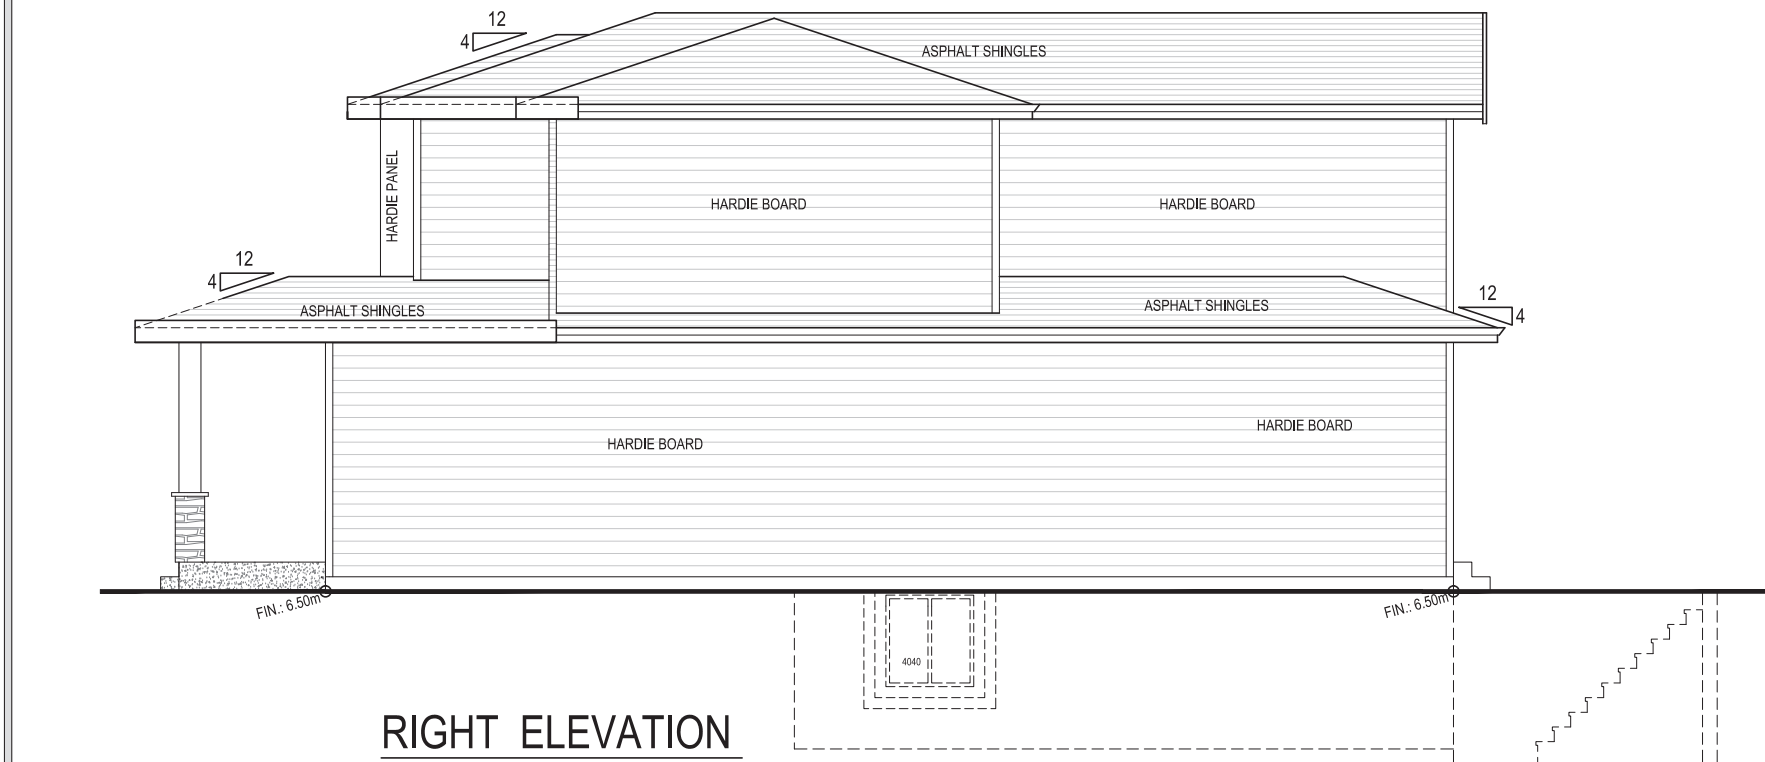 12
4
ASPHALT SHINGLES
HARDIE PANEL
HARDIE BOARD
HARDIE BOARD
12
4
ASPHALT SHINGLES
ASPHALT SHINGLES
12
4
HARDIE BOARD
HARDIE BOARD
FIN.: 6.50m
FIN.: 6.50m
4040
RIGHT ELEVATION